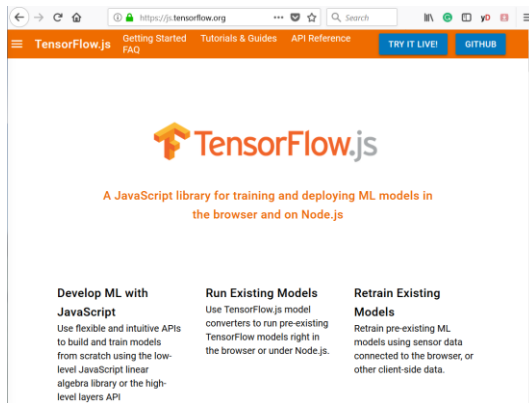 https://js.tensorflow.org
Search
yD
TensorFlow.js
Getting Started
Tutorials & Guides
API Reference
FAQ
TRY IT LIVE!
GITHUB
TensorFlow.js
A JavaScript library for training and deploying ML models in
the browser and on Node.js
Develop ML with
JavaScript
Use flexible and intuitive APIs
to build and train models
from scratch using the low-
level JavaScript linear
algebra library or the high-
level layers API
Run Existing Models
Use TensorFlow.js model
converters to run pre-existing
TensorFlow models right in
the browser or under Node.js.
Retrain Existing
Models
Retrain pre-existing ML
models using sensor data
connected to the browser, or
other client-side data.